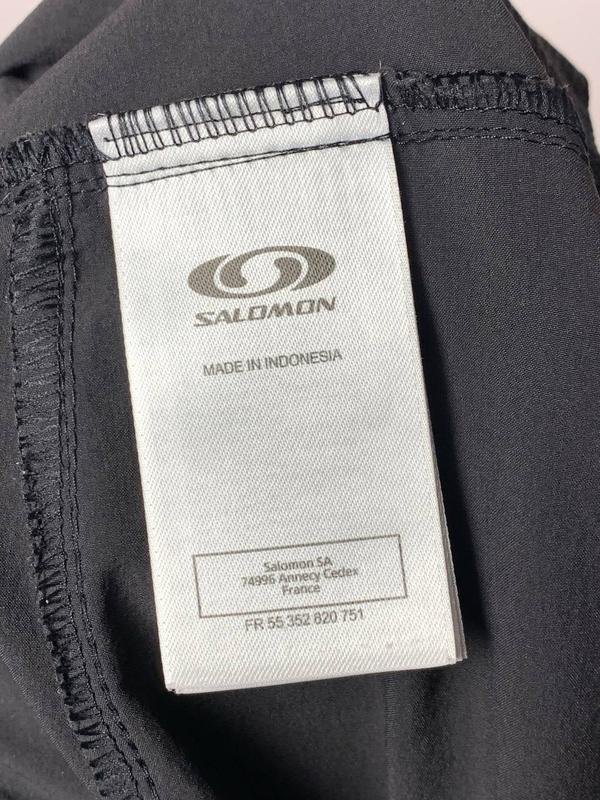 SALOMON
MADE IN INDONESIA
Salomon SA
74996 Annecy Cedex
France
FR 55 352 820 751